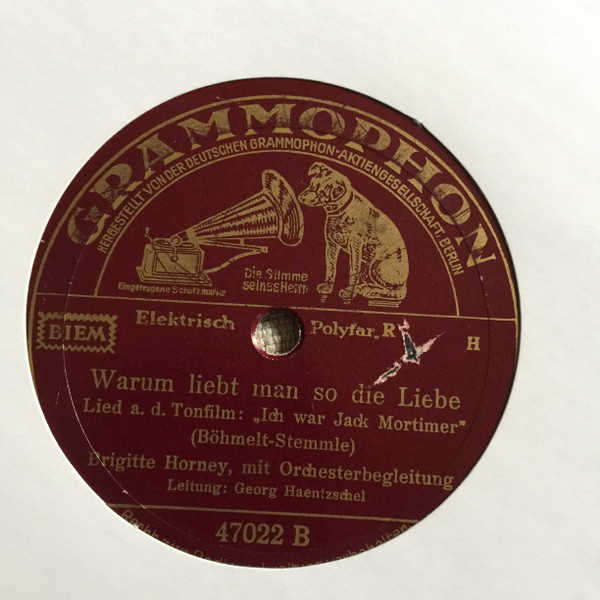 GRAMMOPHON
HERGESTELLT VON DER DEUTSCHEN GRAMMOPHON-AKTIENGESELLSCHAFT, BERLIN
Die Stimme
seines Herrn
Eingetragene Schutzmarke
BIEM
Elektrisch Polyfar „R H
Warum liebt man so die Liebe
Lied a. d. Tonfilm: „Ich war Jack Mortimer"
(Böhmelt-Stemmle)
Brigitte Horney, mit Orchesterbegleitung
Leitung: Georg Haentzschel
47022 B